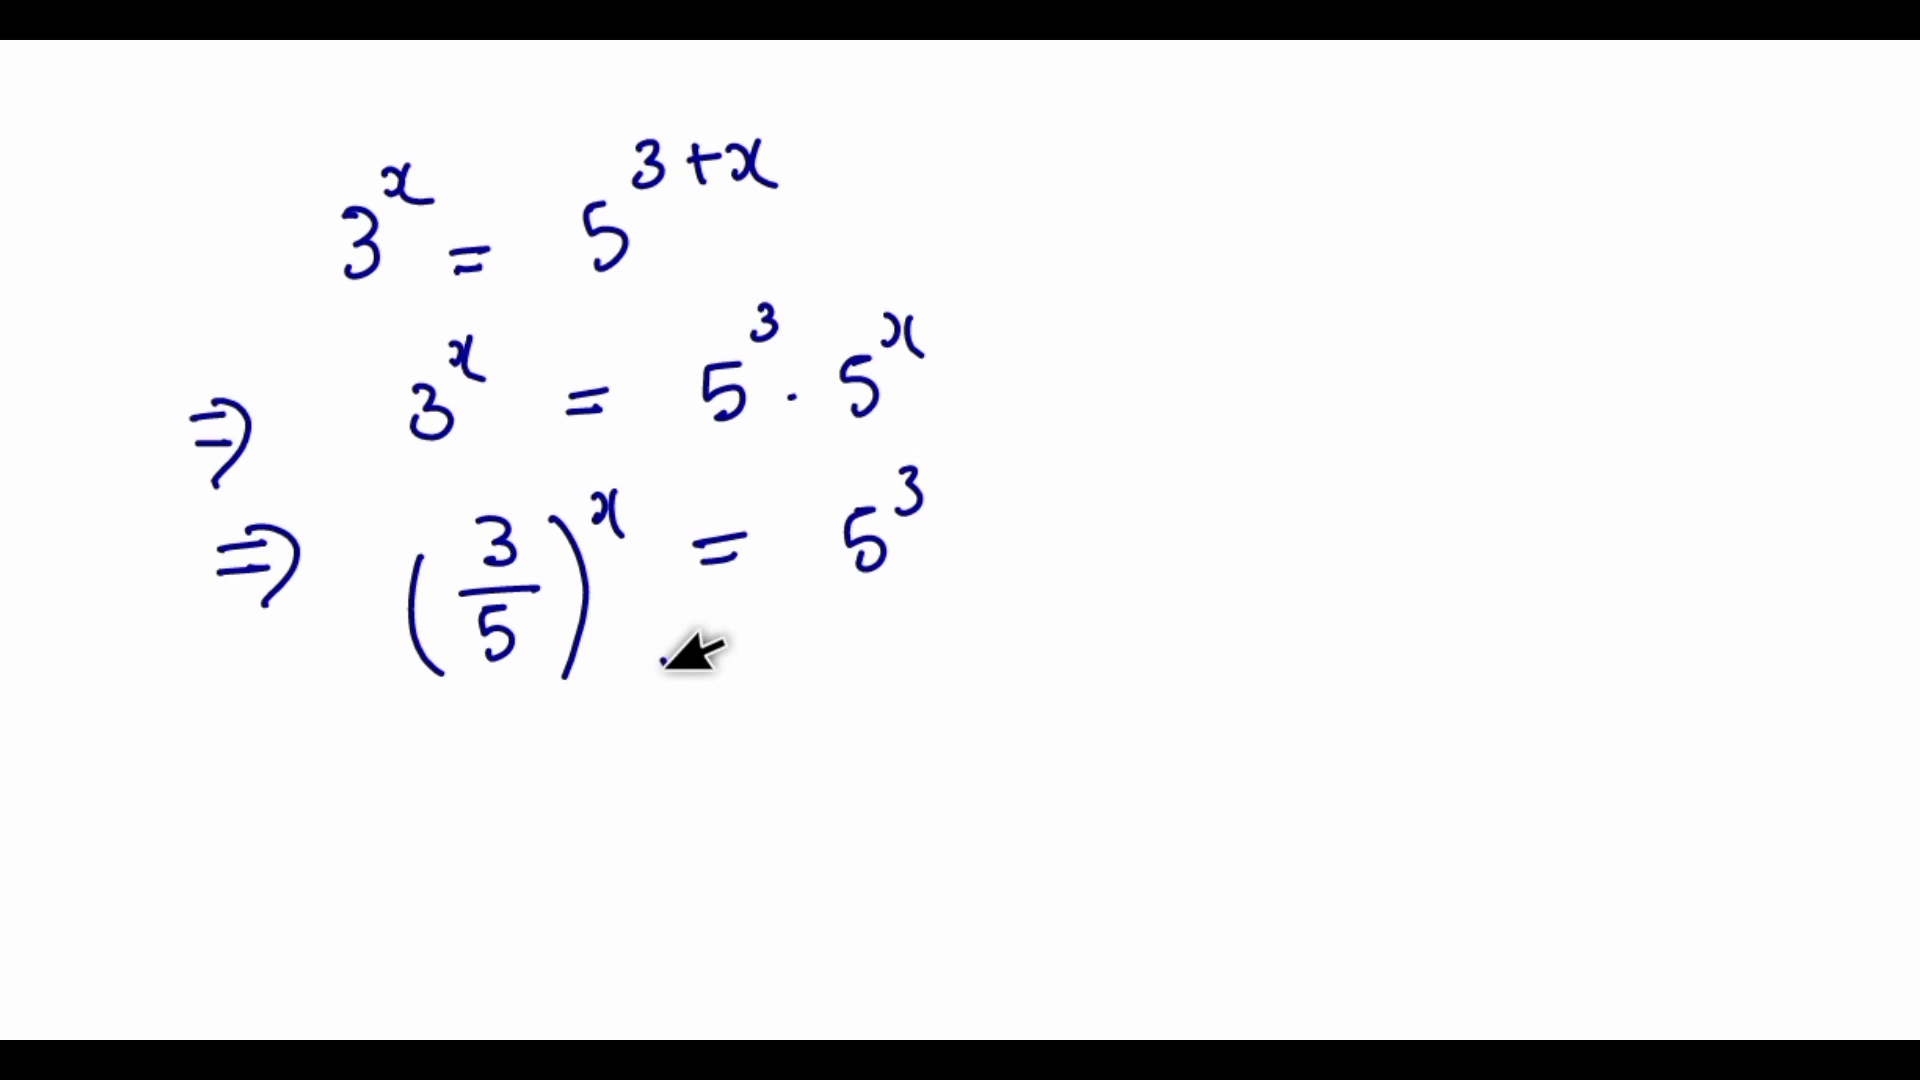 3^x = 5^{3+x}
⇒ 3^x = 5^3 · 5^x
⇒ (3/5)^x = 5^3